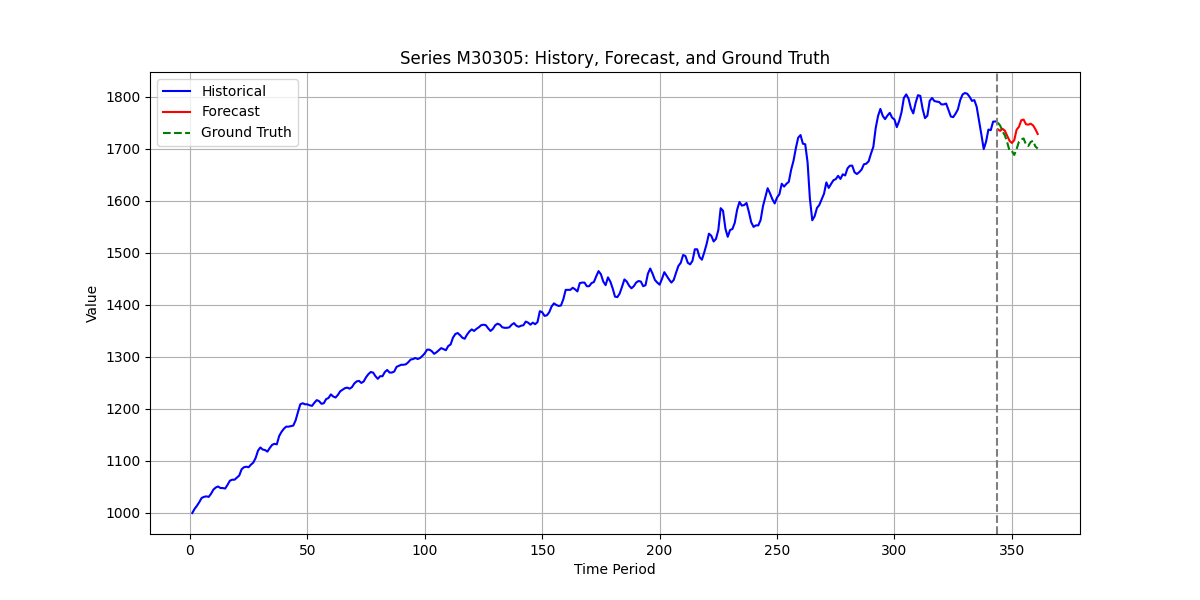 Series M30305: History, Forecast, and Ground Truth
Historical
Forecast
Ground Truth
Value
1800
1700
1600
1500
1400
1300
1200
1100
1000
0 50 100 150 200 250 300 350
Time Period